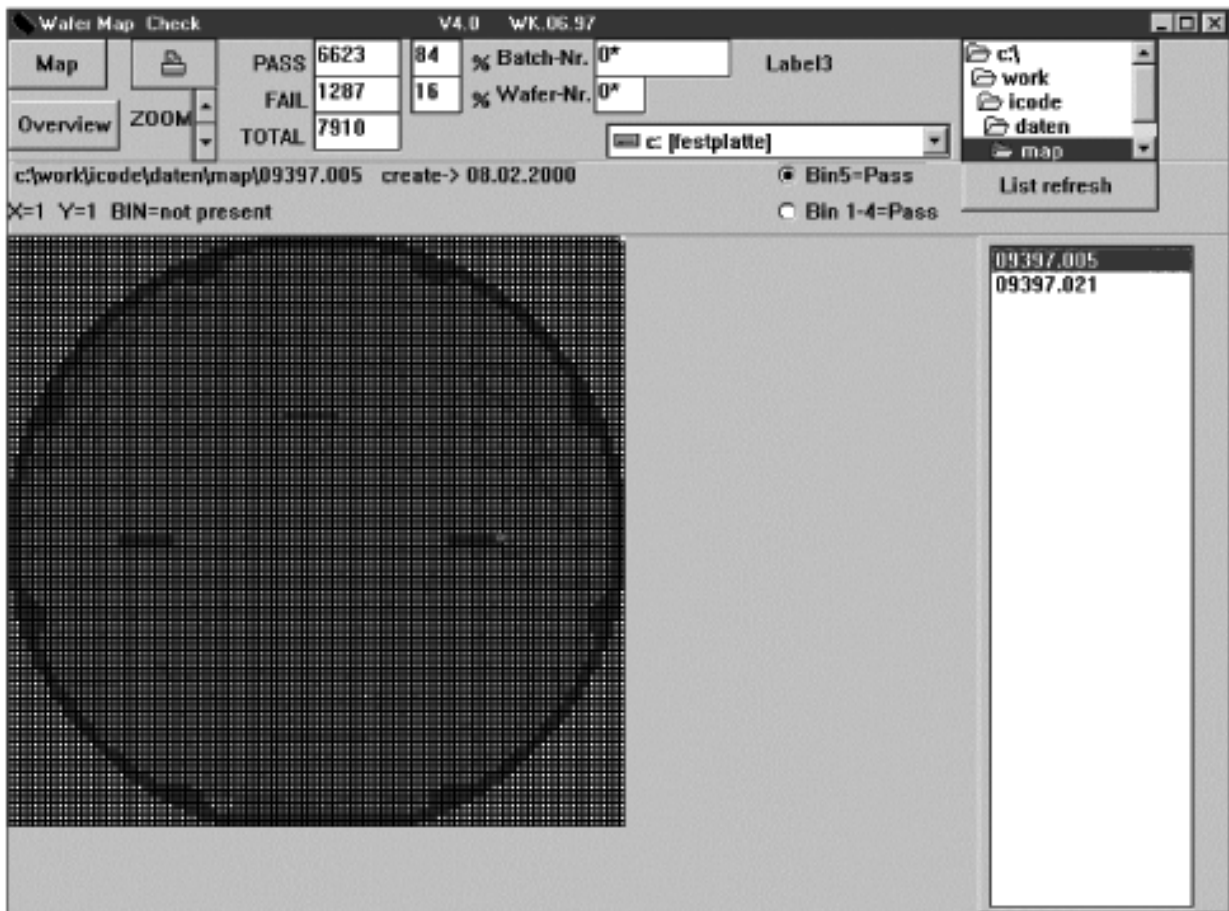 Wafer Map Check V4.0 WK.06.97
Map PASS 6623 84 % Batch-Nr. 0* Label3
FAIL 1287 16 % Wafer-Nr. 0*
Overview ZOOM TOTAL 7910
c: [festplatte]
c:\
work
icode
daten
map
List refresh
c:\work\icode\daten\map\09397.005 create-> 08.02.2000
Bin5=Pass
X=1 Y=1 BIN=not present
Bin 1-4=Pass
09397.005
09397.021